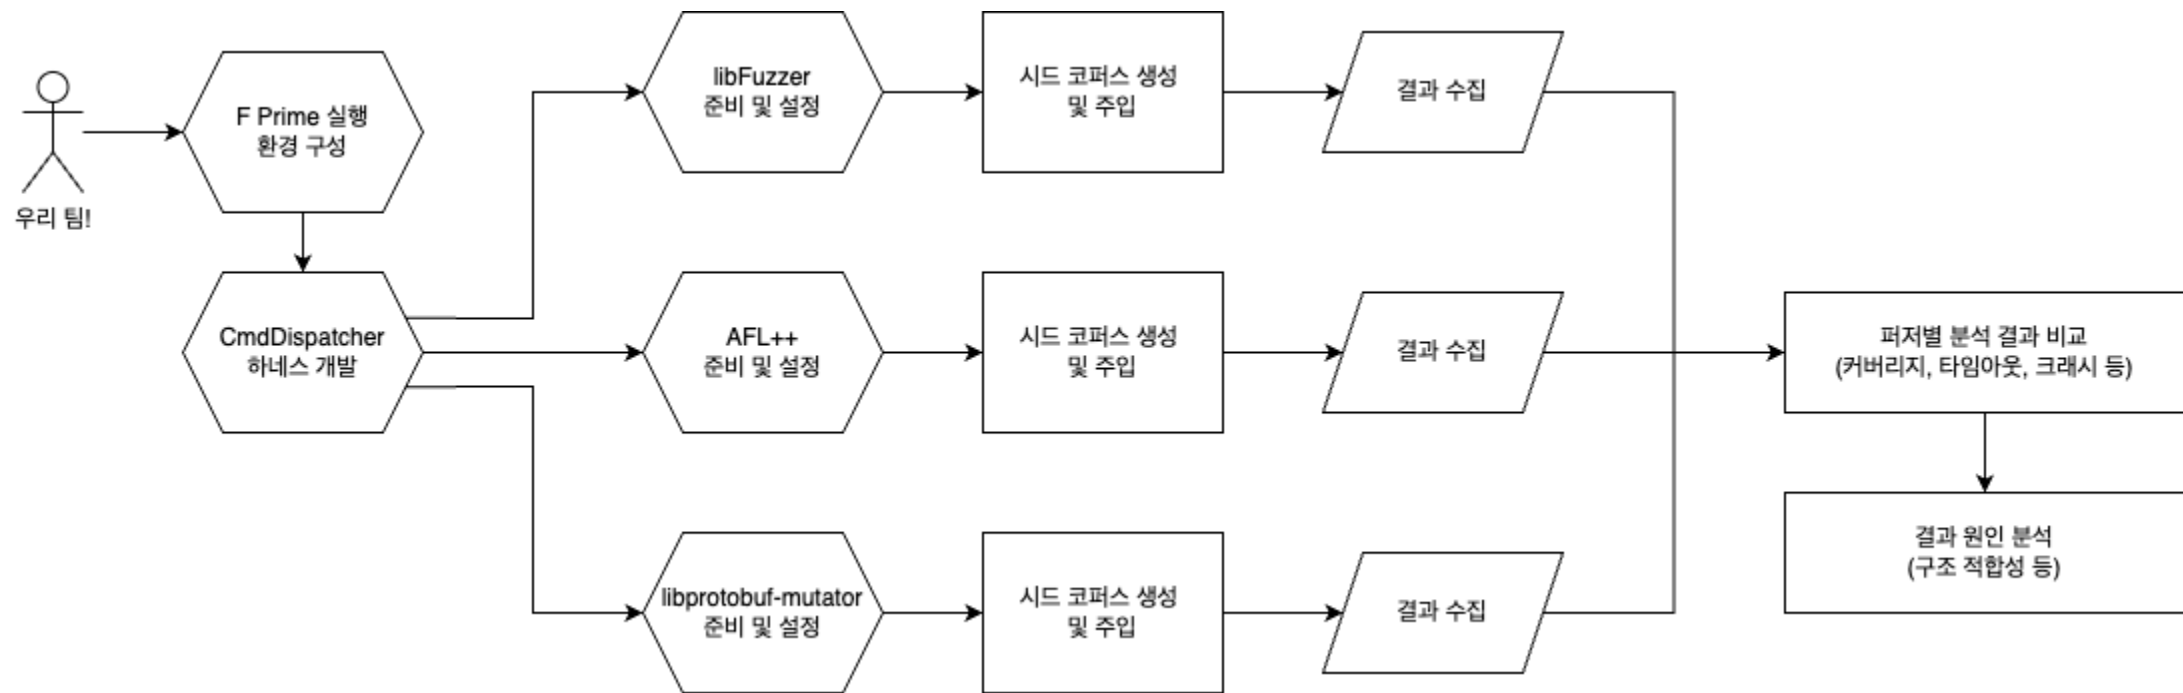 우리 팀!
F Prime 실행
환경 구성
CmdDispatcher
하네스 개발
libFuzzer
준비 및 설정
시드 코퍼스 생성
및 주입
결과 수집
AFL++
준비 및 설정
시드 코퍼스 생성
및 주입
결과 수집
libprotobuf-mutator
준비 및 설정
시드 코퍼스 생성
및 주입
결과 수집
퍼저별 분석 결과 비교
(커버리지, 타임아웃, 크래시 등)
결과 원인 분석
(구조 적합성 등)